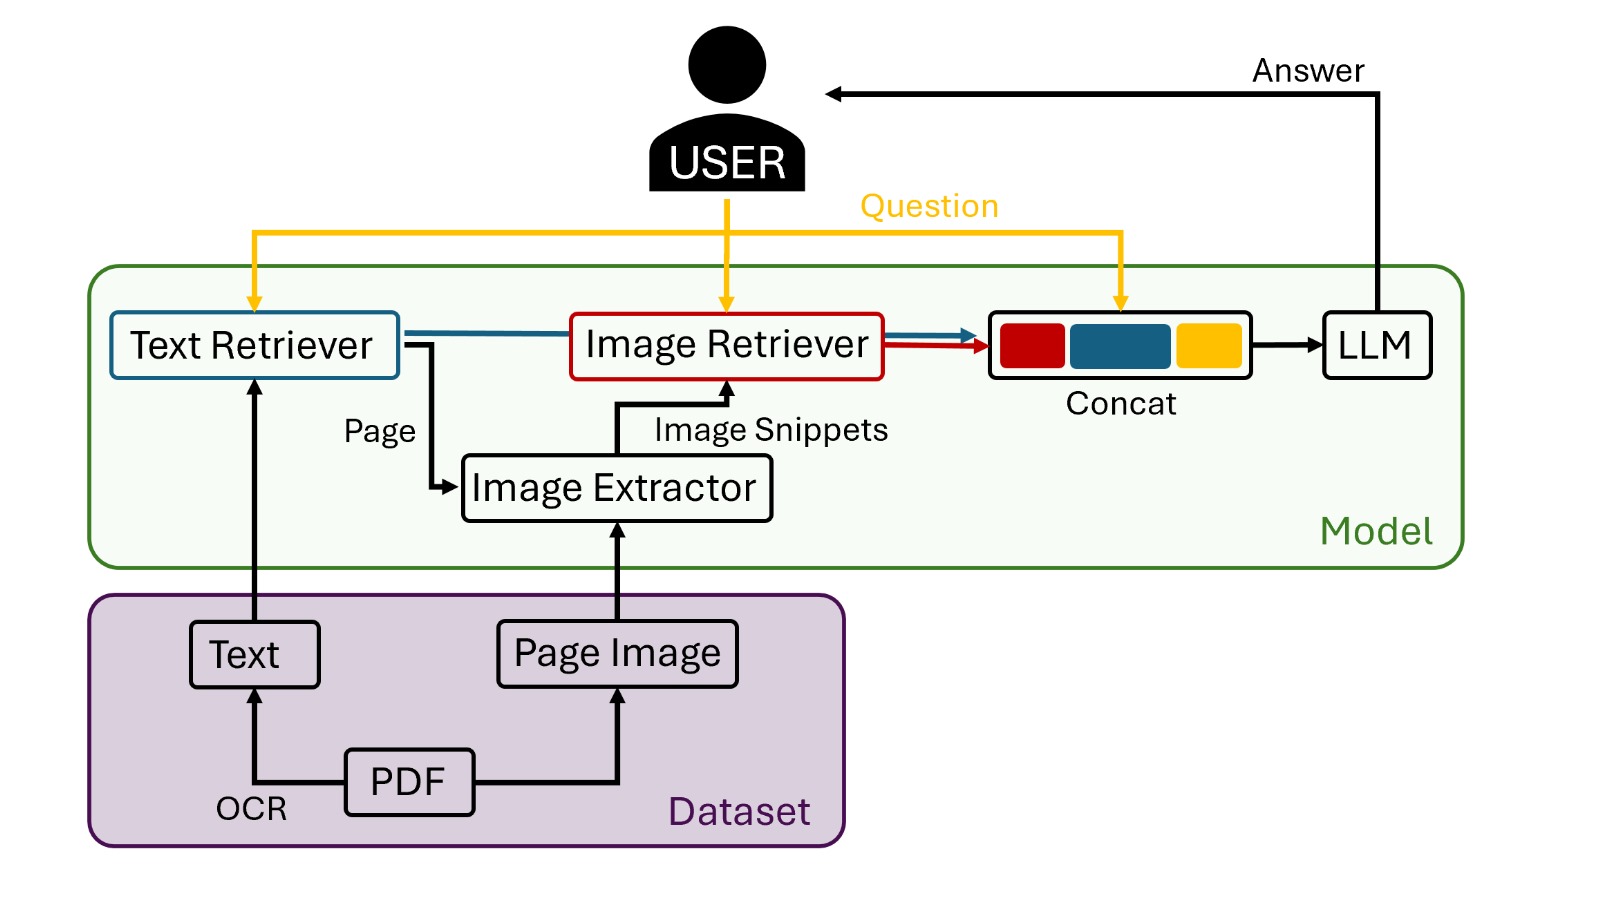 Answer
USER
Question
Text Retriever
Image Retriever
LLM
Concat
Page
Image Snippets
Image Extractor
Model
Text
Page Image
PDF
OCR
Dataset